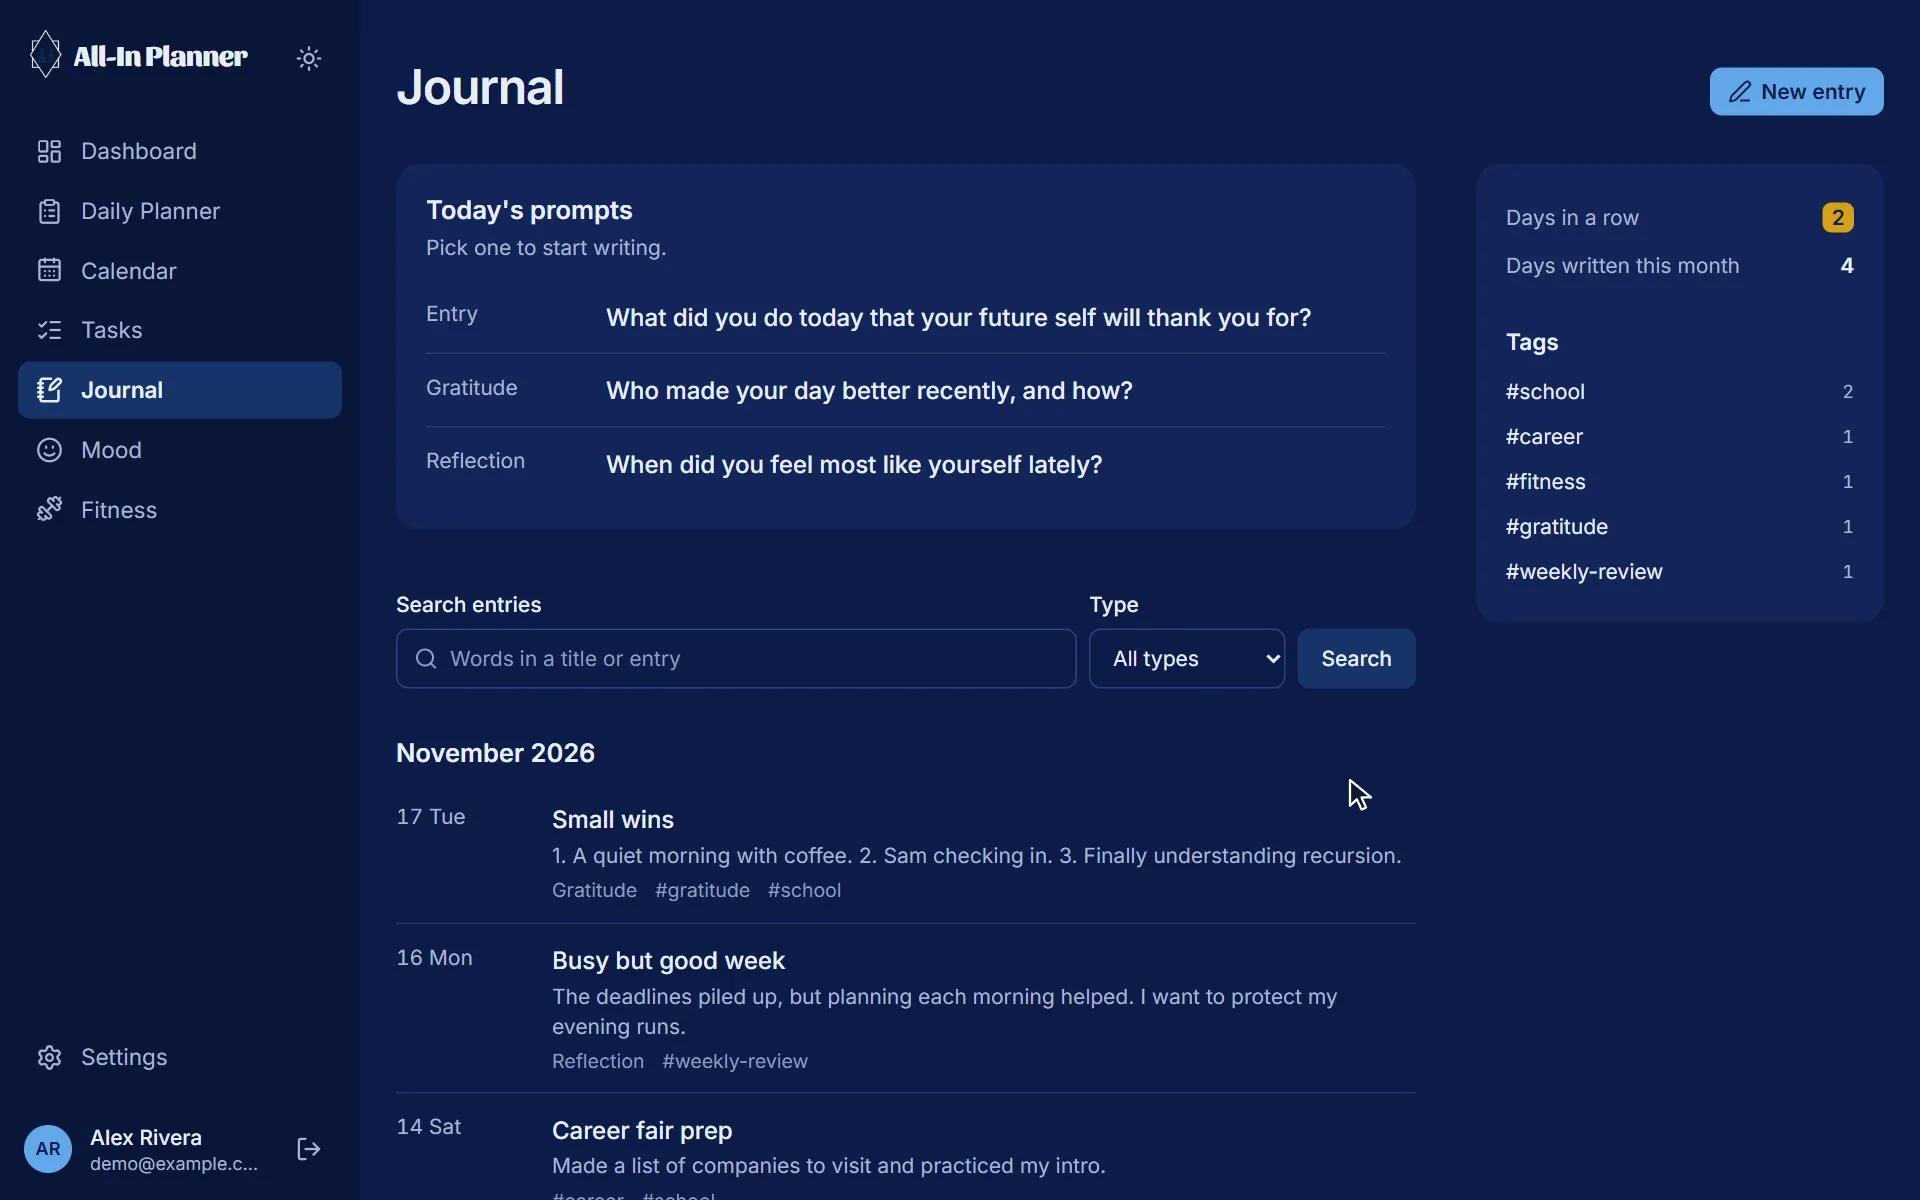 All-In Planner
Dashboard
Daily Planner
Calendar
Tasks
Journal
Mood
Fitness
Settings
AR
Alex Rivera
demo@example.c...
Journal
New entry
Today's prompts
Pick one to start writing.
Entry
What did you do today that your future self will thank you for?
Gratitude
Who made your day better recently, and how?
Reflection
When did you feel most like yourself lately?
Search entries
Type
Words in a title or entry
All types
Search
November 2026
17 Tue
Small wins
1. A quiet morning with coffee. 2. Sam checking in. 3. Finally understanding recursion.
Gratitude #gratitude #school
16 Mon
Busy but good week
The deadlines piled up, but planning each morning helped. I want to protect my
evening runs.
Reflection #weekly-review
14 Sat
Career fair prep
Made a list of companies to visit and practiced my intro.
#career #school
Days in a row 2
Days written this month 4
Tags
#school 2
#career 1
#fitness 1
#gratitude 1
#weekly-review 1